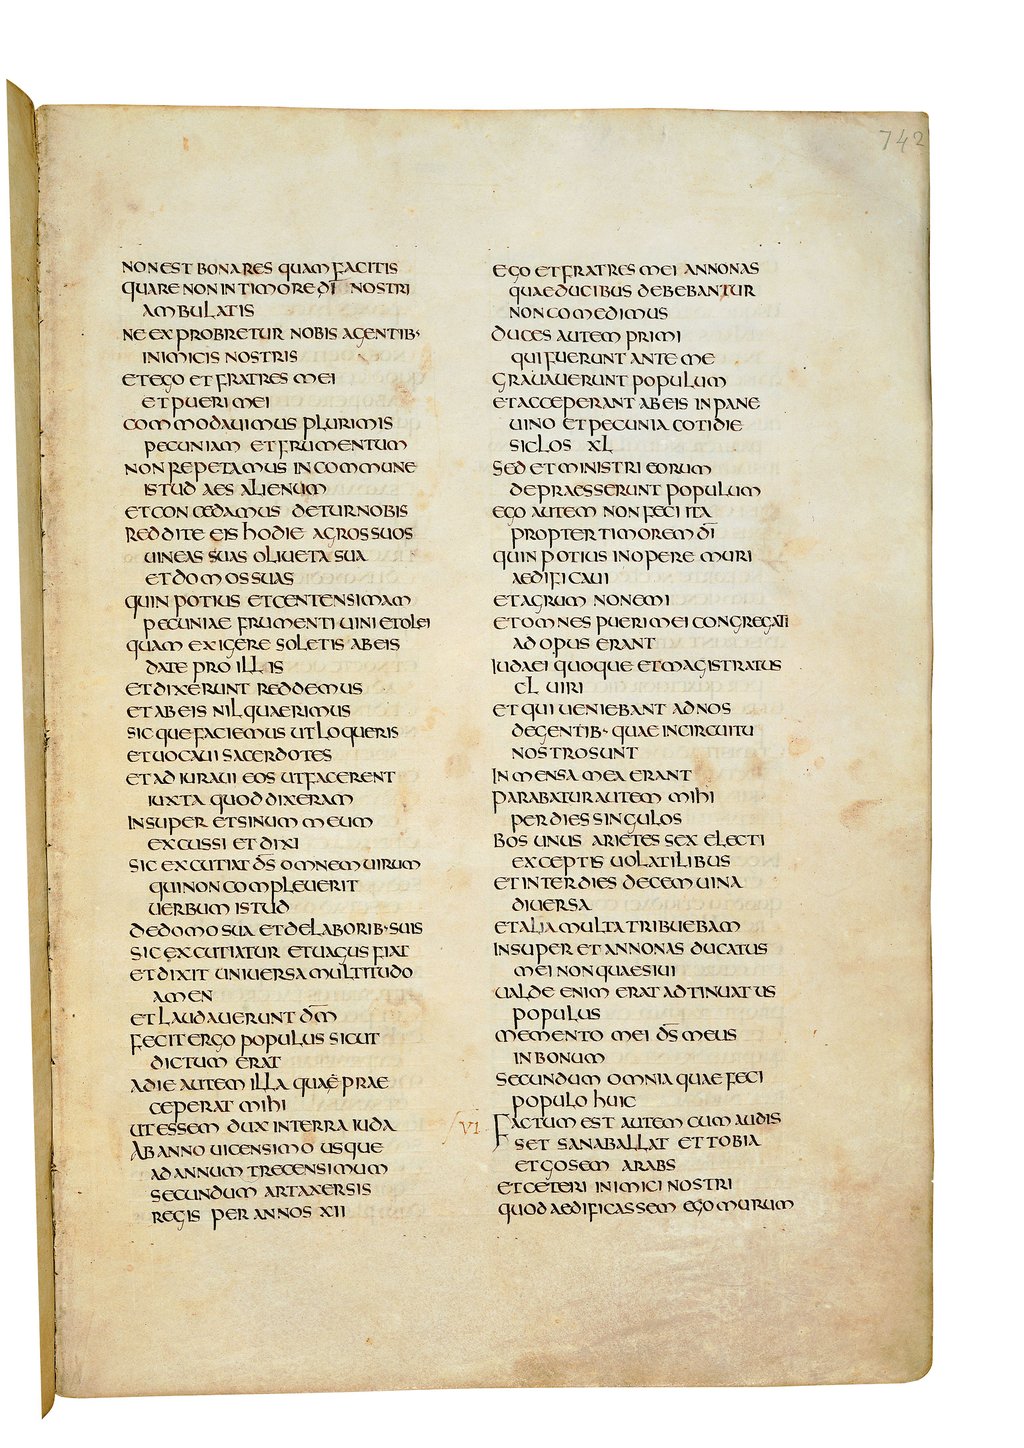 742
NON EST BONA RES QUAM FACITIS
QUARE NON IN TIMORE DI NOSTRI
AMBULATIS
NE EXPROBRETUR NOBIS A GENTIB·
INIMICIS NOSTRIS
ET EGO ET FRATRES MEI
ET PUERI MEI
COMMODAUIMUS PLURIMIS
PECUNIAM ET FRUMENTUM
NON REPETAMUS IN COMMUNE
ISTUD AES ALIENUM
ET CONCEDAMUS DETUR NOBIS
REDDITE EIS HODIE AGROS SUOS
UINEAS SUAS OLIUETA SUA
ET DOMOS SUAS
QUIN POTIUS ET CENTENSIMAM
PECUNIAE FRUMENTI UINI ET OLEI
QUAM EXIGERE SOLETIS AB EIS
DATE PRO ILLIS
ET DIXERUNT REDDEMUS
ET AB EIS NIL QUAERIMUS
SICQUE FACIEMUS UT LOQUERIS
ET UOCAUI SACERDOTES
ET ADIURAUI EOS UT FACERENT
IUXTA QUOD DIXERAM
INSUPER ET SINUM MEUM
EXCUSSI ET DIXI
SIC EXCUTIAT DS OMNEM UIRUM
QUI NON COMPLEUERIT
UERBUM ISTUD
DE DOMO SUA ET DE LABORIB·SUIS
SIC EXCUTIATUR ET UAGUS FIAT
ET DIXIT UNIUERSA MULTITUDO
AMEN
ET LAUDAUERUNT DM
FECIT ERGO POPULUS SICUT
DICTUM ERAT
A DIE AUTEM ILLA QUAE PRAE
CEPERAT MIHI
UT ESSEM DUX IN TERRA IUDA
AB ANNO UICENSIMO USQUE
AD ANNUM TRECENSIMUM
SECUNDUM ARTAXERSIS
REGIS PER ANNOS XII
EGO ET FRATRES MEI ANNONAS
QUAE DUCIBUS DEBEBANTUR
NON COMEDIMUS
DUCES AUTEM PRIMI
QUI FUERUNT ANTE ME
GRAUAUERUNT POPULUM
ET ACCEPERANT AB EIS IN PANE
UINO ET PECUNIA COTIDIE
SICLOS XL
SED ET MINISTRI EORUM
DEPRAESSERUNT POPULUM
EGO AUTEM NON FECI ITA
PROPTER TIMOREM DI
QUIN POTIUS IN OPERE MURI
AEDIFICAUI
ET AGRUM NON EMI
ET OMNES PUERI MEI CONGREGATI
AD OPUS ERANT
IUDAEI QUOQUE ET MAGISTRATUS
CL UIRI
ET QUI UENIEBANT AD NOS
DE GENTIB· QUAE IN CIRCUITU
NOSTRO SUNT
IN MENSA MEA ERANT
PARABATUR AUTEM MIHI
PER DIES SINGULOS
BOS UNUS ARIETES SEX ELECTI
EXCEPTIS UOLATILIBUS
ET INTER DIES DECEM UINA
DIUERSA
ET ALIA MULTA TRIBUEBAM
INSUPER ET ANNONAS DUCATUS
MEI NON QUAESIUI
UALDE ENIM ERAT ADTINUATUS
POPULUS
MEMENTO MEI DS MEUS
IN BONUM
SECUNDUM OMNIA QUAE FECI
POPULO HUIC
VI FACTUM EST AUTEM CUM AUDIS
SET SANABALLAT ET TOBIA
ET GOSEM ARABS
ET CETERI INIMICI NOSTRI
QUOD AEDIFICASSEM EGO MURUM